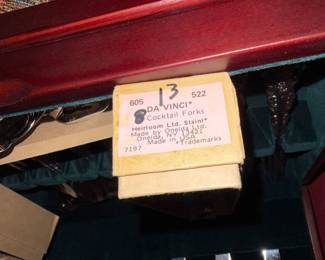 13
605 522
DA VINCI*
8 Cocktail Forks
Heirloom Ltd. Stainl*
Made by Oneida Ltd.
Oneida, NY 13421
Made in USA
7187 *Trademarks